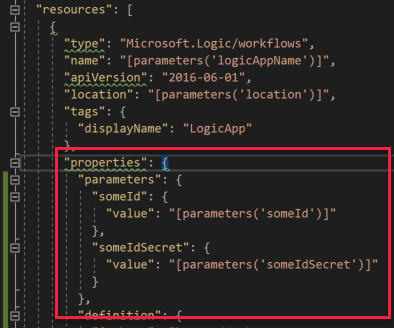 "resources": [
{
"type": "Microsoft.Logic/workflows",
"name": "[parameters('logicAppName')]",
"apiVersion": "2016-06-01",
"location": "[parameters('location')]",
"tags": {
"displayName": "LogicApp"
},
"properties": {
"parameters": {
"someId": {
"value": "[parameters('someId')]"
},
"someIdSecret": {
"value": "[parameters('someIdSecret')]"
}
},
"definition": {